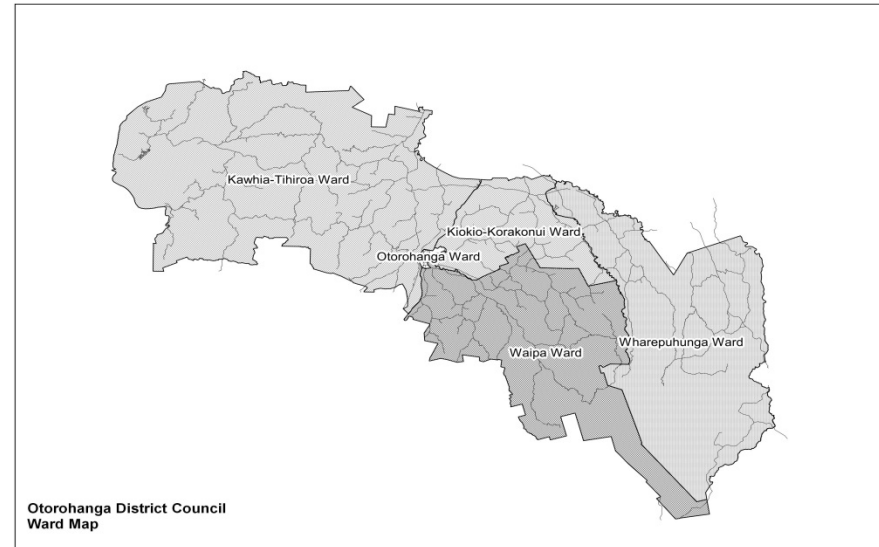 Kawhia-Tihiroa Ward
Kiokio-Korakonui Ward
Otorohanga Ward
Waipa Ward
Wharepuhunga Ward
Otorohanga District Council
Ward Map